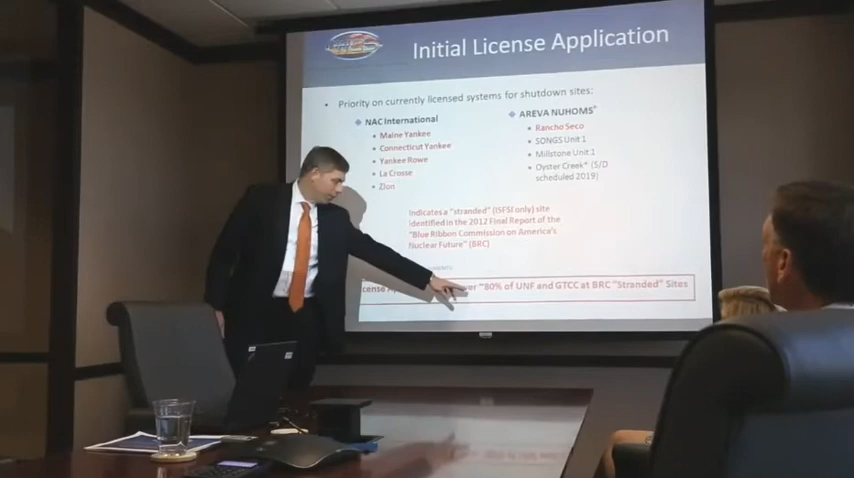 WCS
Initial License Application
• Priority on currently licensed systems for shutdown sites:
NAC International
• Maine Yankee
• Connecticut Yankee
• Yankee Rowe
• La Crosse
• Zion
AREVA NUHOMS®
• Rancho Seco
• SONGS Unit 1
• Millstone Unit 1
• Oyster Creek* (S/D
scheduled 2019)
Indicates a "stranded" (ISFSI only) site
identified in the 2012 Final Report of the
"Blue Ribbon Commission on America's
Nuclear Future" (BRC)
~80% of UNF and GTCC at BRC "Stranded" Sites